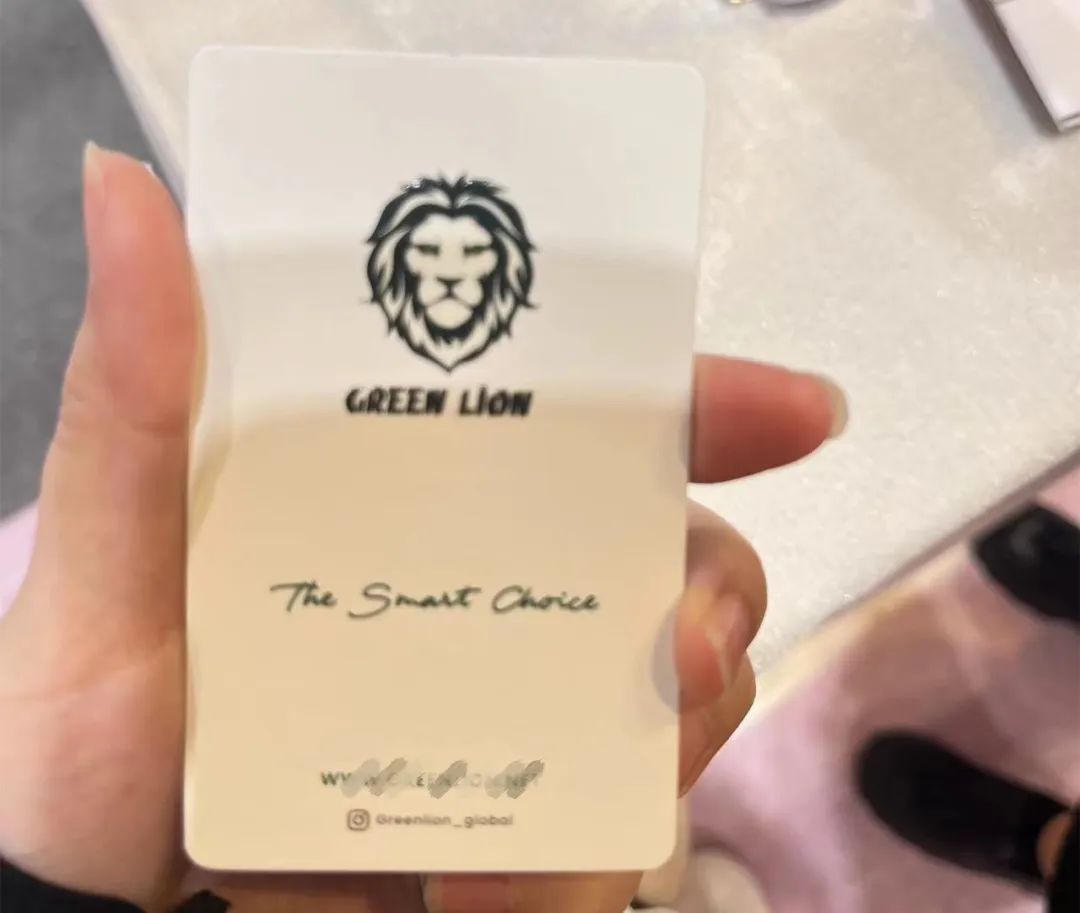 GREEN LION
The Smart Choice
Greenlion_global